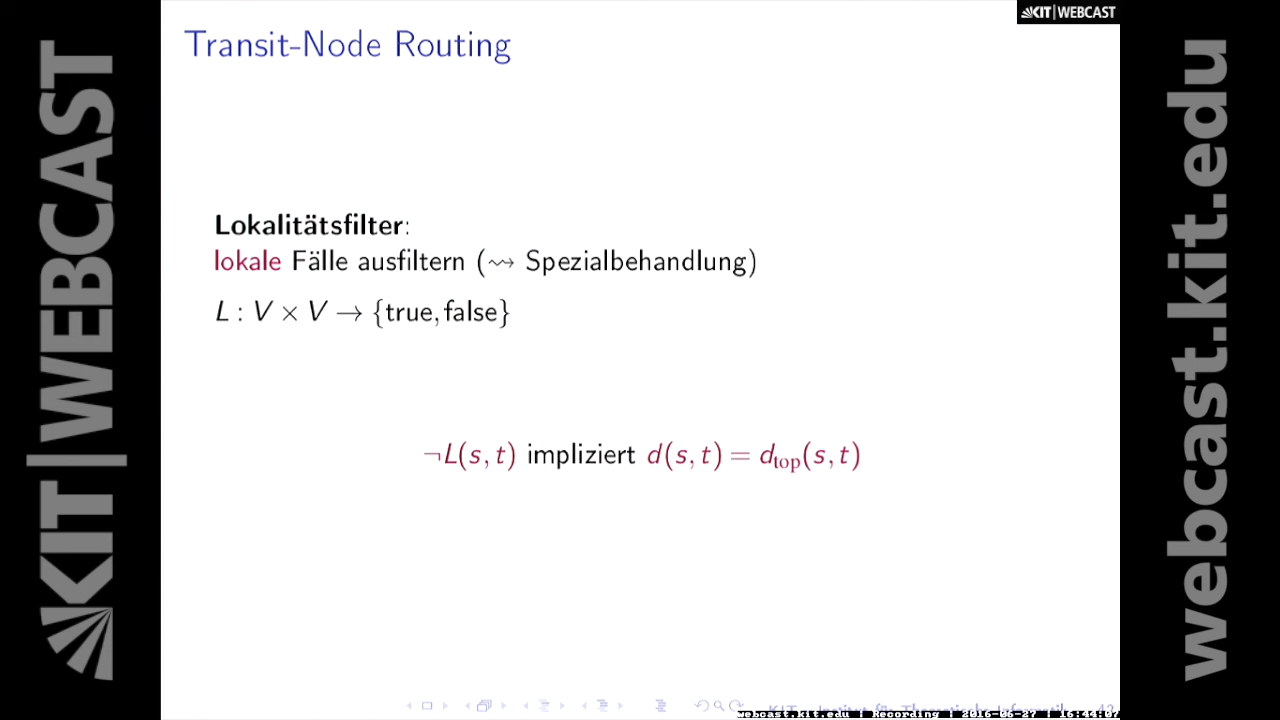 KIT|WEBCAST
Transit-Node Routing
Lokalitätsfilter:
lokale Fälle ausfiltern (⇝ Spezialbehandlung)
L : V × V → {true, false}
¬L(s, t) impliziert d(s, t) = d_top(s, t)
KIT|WEBCAST
webcast.kit.edu
webcast.kit.edu | Recording | 2016-06-27 | 16:44:07